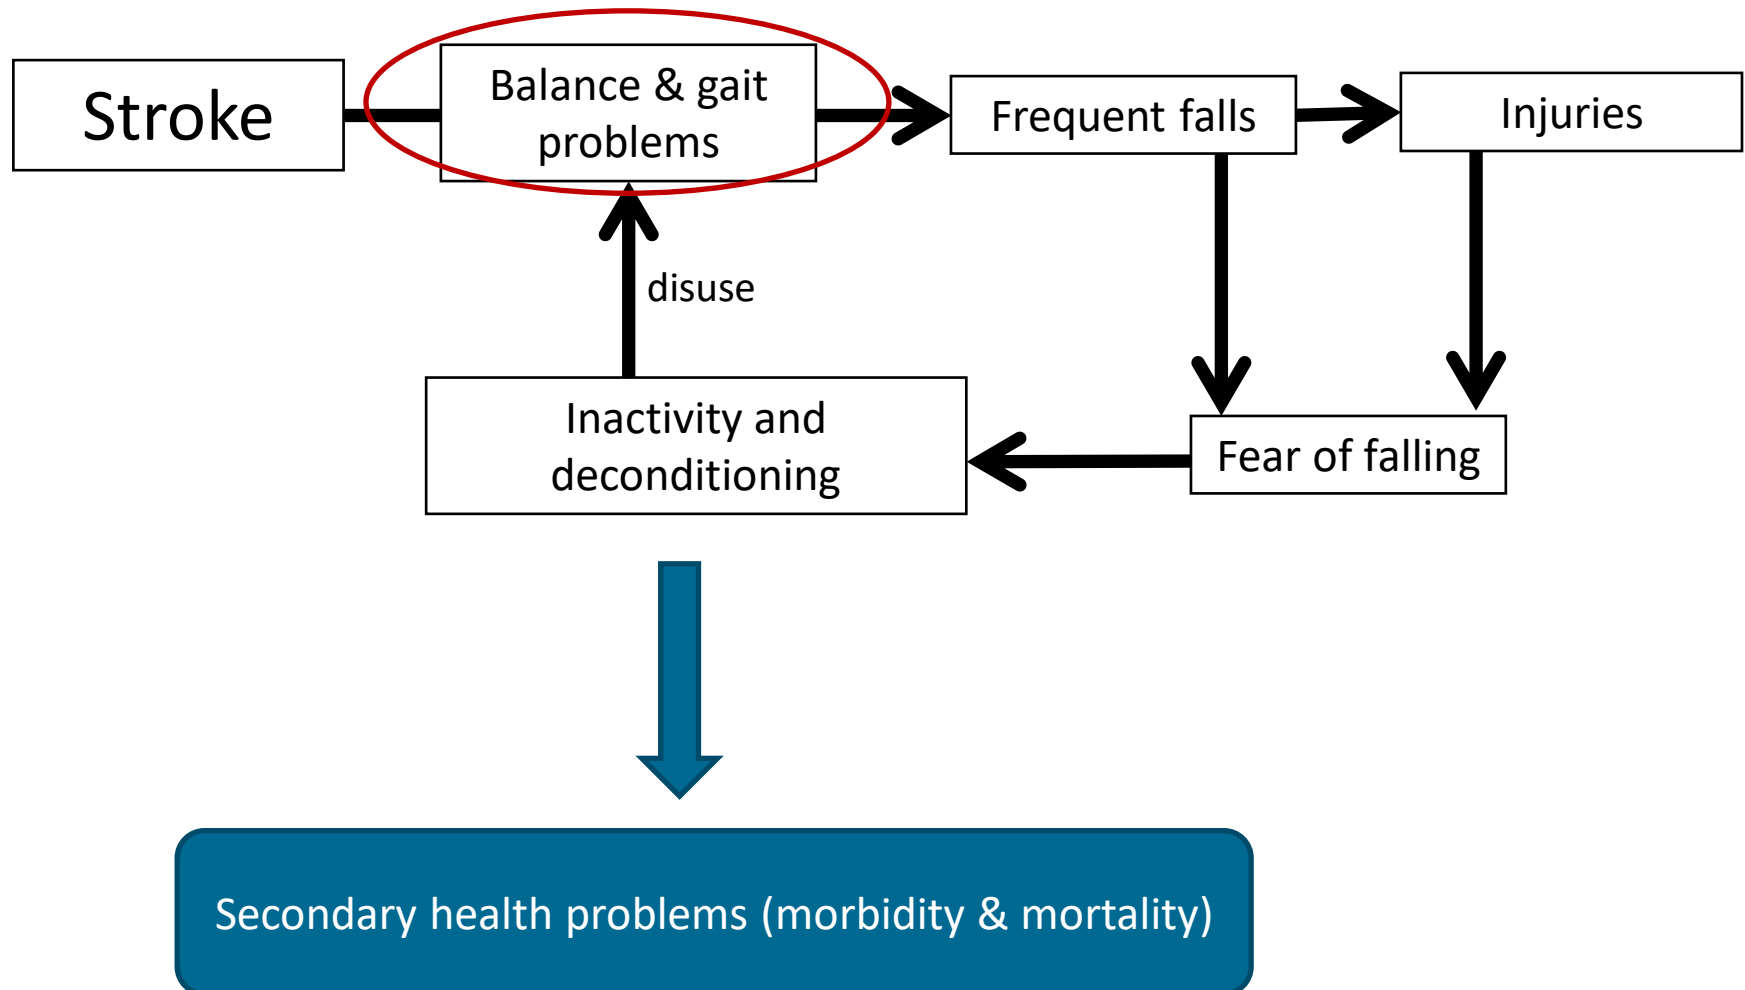 Stroke
Balance & gait
problems
Frequent falls
Injuries
disuse
Inactivity and
deconditioning
Fear of falling
Secondary health problems (morbidity & mortality)